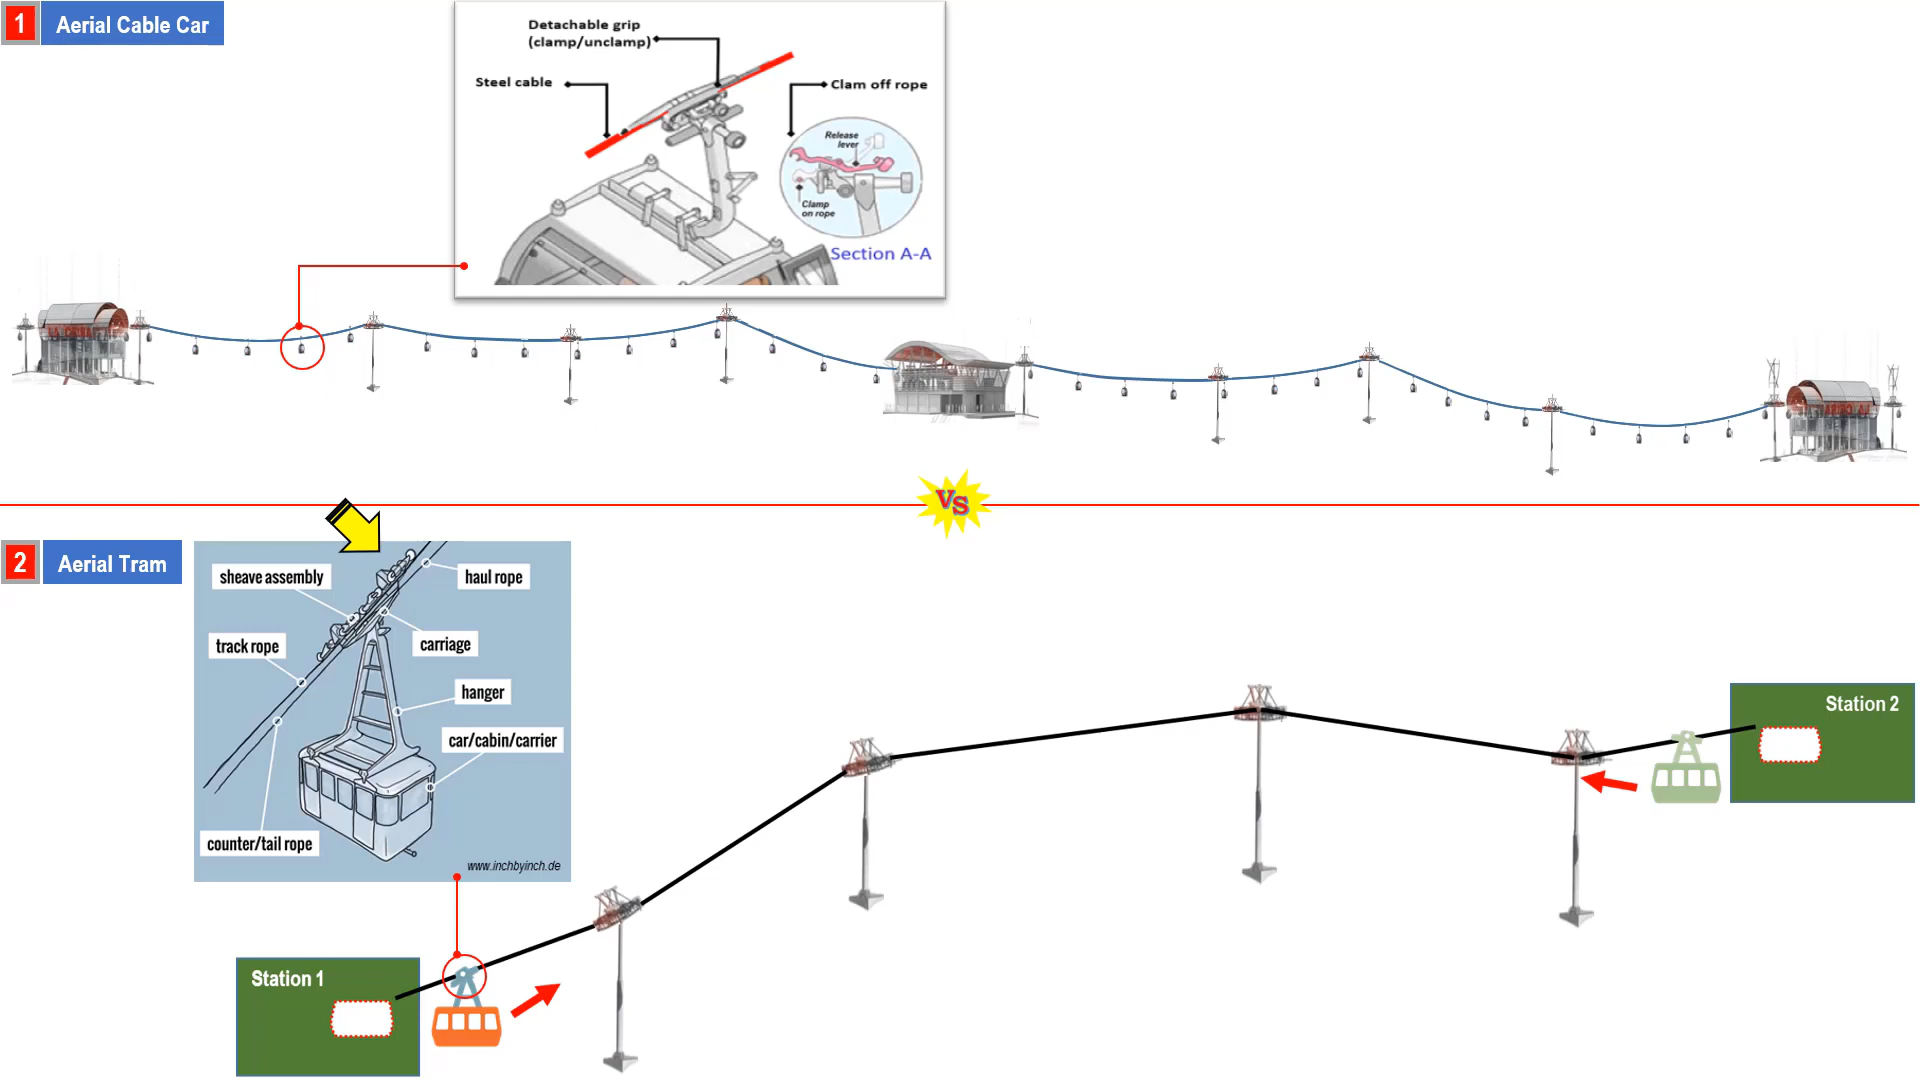 1
Aerial Cable Car
Detachable grip
(clamp/unclamp)
Steel cable
Clam off rope
Release
lever
Clamp
on rope
Section A-A
VS
2
Aerial Tram
sheave assembly
haul rope
track rope
carriage
hanger
car/cabin/carrier
counter/tail rope
www.inchbyinch.de
Station 2
Station 1